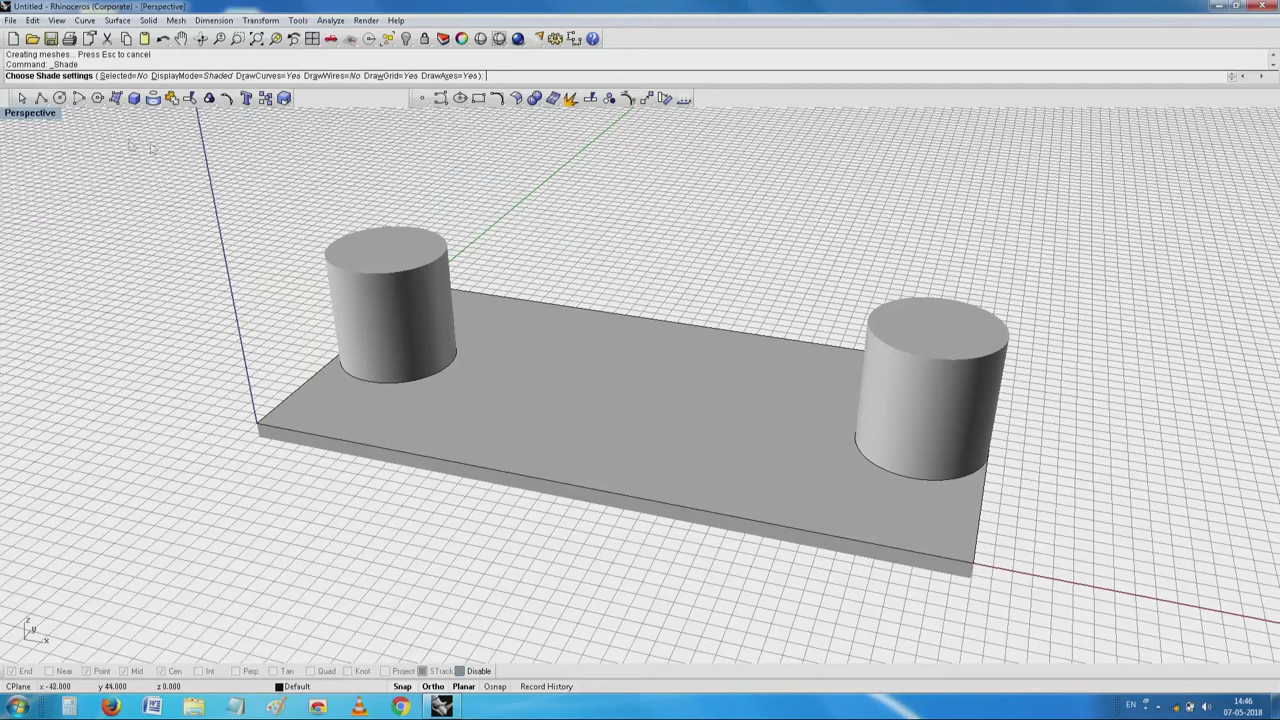 Untitled - Rhinoceros (Corporate) - [Perspective]
File Edit View Curve Surface Solid Mesh Dimension Transform Tools Analyze Render Help
Creating meshes... Press Esc to cancel
Command: _Shade
Choose Shade settings ( Selected=No DisplayMode=Shaded DrawCurves=Yes DrawWires=No DrawGrid=Yes DrawAxes=Yes):
Perspective
z
y
x
End Near Point Mid Cen Int Perp Tan Quad Knot Project STrack Disable
CPlane x -42.000 y 44.000 z 0.000 Default Snap Ortho Planar Osnap Record History
EN 14:46
07-05-2018